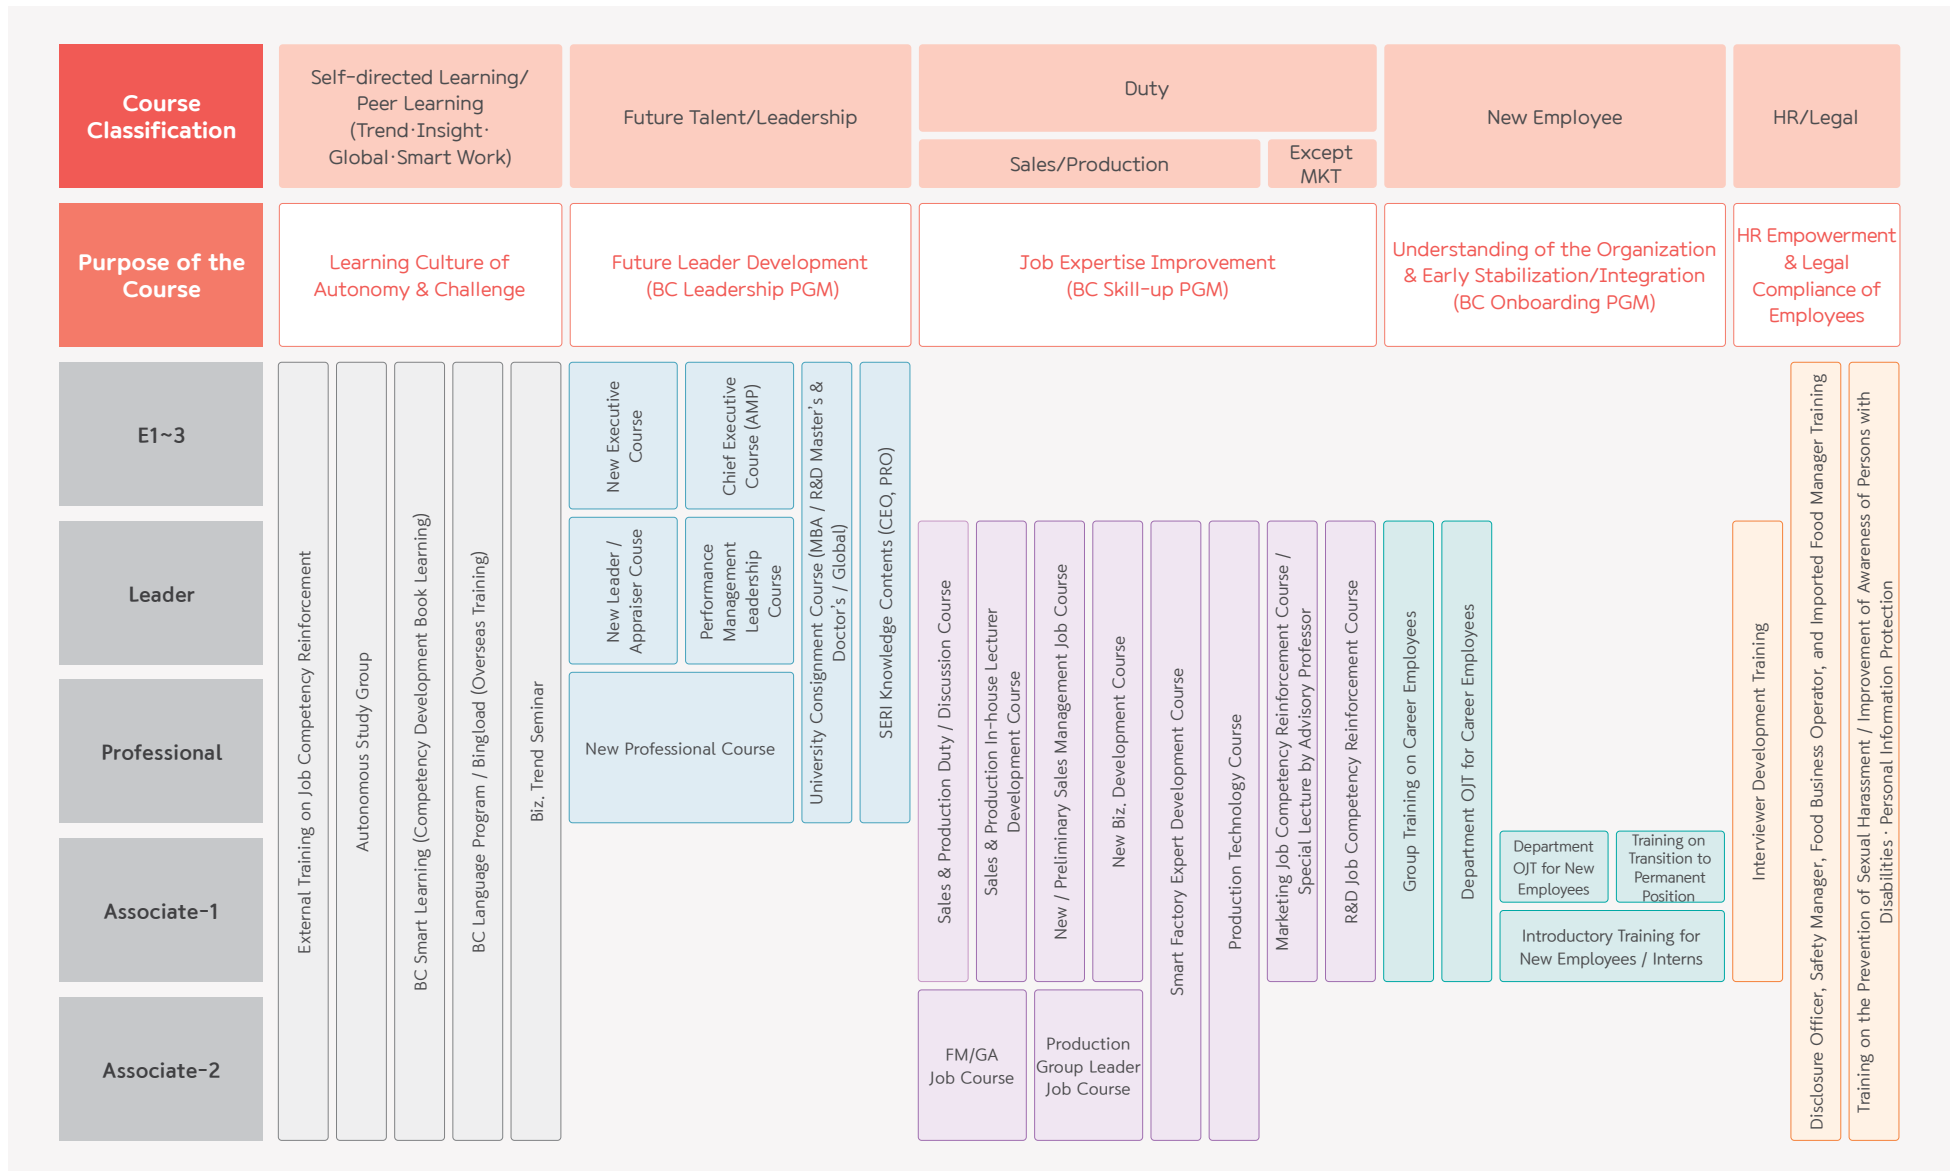 Course
Classification
Self-directed Learning/
Peer Learning
(Trend·Insight·
Global·Smart Work)
Future Talent/Leadership
Duty
Sales/Production
Except
MKT
New Employee
HR/Legal
Purpose of the
Course
Learning Culture of
Autonomy & Challenge
Future Leader Development
(BC Leadership PGM)
Job Expertise Improvement
(BC Skill-up PGM)
Understanding of the Organization
& Early Stabilization/Integration
(BC Onboarding PGM)
HR Empowerment
& Legal
Compliance of
Employees
E1~3
Leader
Professional
Associate-1
Associate-2
External Training on Job Competency Reinforcement
Autonomous Study Group
BC Smart Learning (Competency Development Book Learning)
BC Language Program / Bingload (Overseas Training)
Biz. Trend Seminar
New Executive
Course
Chief Executive
Course (AMP)
New Leader /
Appraiser Couse
Performance
Management
Leadership
Course
New Professional Course
University Consignment Course (MBA / R&D Master's &
Doctor's / Global)
SERI Knowledge Contents (CEO, PRO)
Sales & Production Duty / Discussion Course
Sales & Production In-house Lecturer
Development Course
New / Preliminary Sales Management Job Course
New Biz. Development Course
Smart Factory Expert Development Course
Production Technology Course
Marketing Job Competency Reinforcement Course /
Special Lecture by Advisory Professor
R&D Job Competency Reinforcement Course
FM/GA
Job Course
Production
Group Leader
Job Course
Group Training on Career Employees
Department OJT for Career Employees
Department
OJT for New
Employees
Training on
Transition to
Permanent
Position
Introductory Training for
New Employees / Interns
Interviewer Development Training
Disclosure Officer, Safety Manager, Food Business Operator, and Imported Food Manager Training
Training on the Prevention of Sexual Harassment / Improvement of Awareness of Persons with
Disabilities · Personal Information Protection